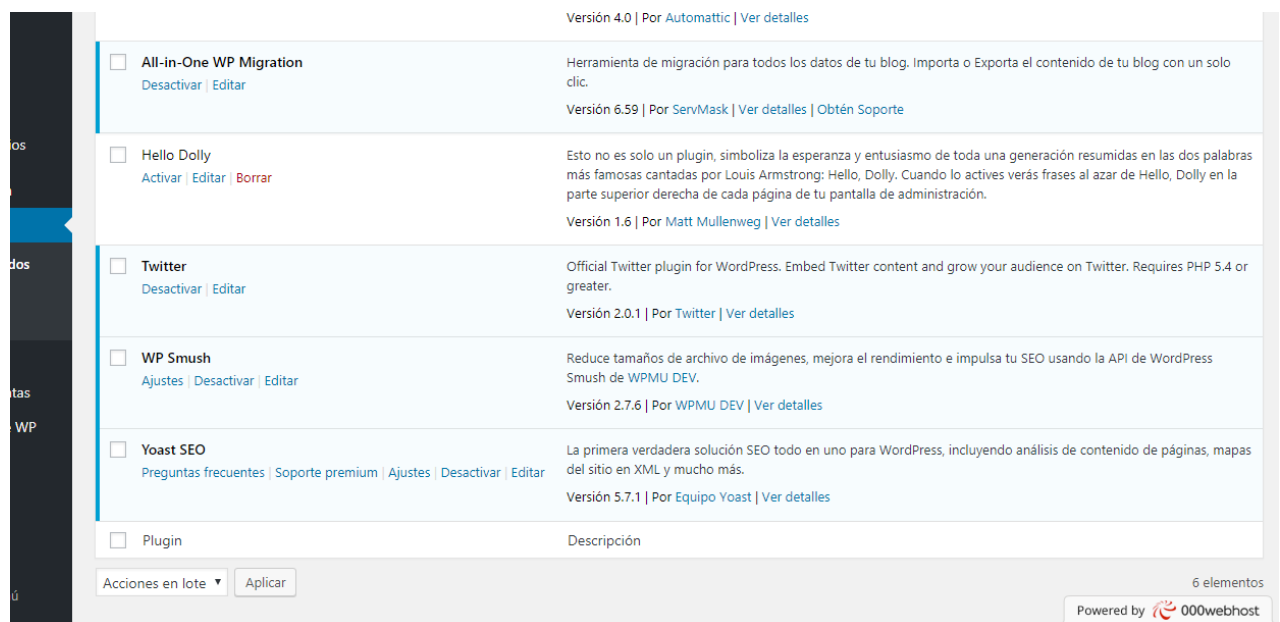 Versión 4.0 | Por Automattic | Ver detalles
All-in-One WP Migration
Desactivar | Editar
Herramienta de migración para todos los datos de tu blog. Importa o Exporta el contenido de tu blog con un solo
clic.
Versión 6.59 | Por ServMask | Ver detalles | Obtén Soporte
ios
Hello Dolly
Activar | Editar | Borrar
Esto no es solo un plugin, simboliza la esperanza y entusiasmo de toda una generación resumidas en las dos palabras
más famosas cantadas por Louis Armstrong: Hello, Dolly. Cuando lo actives verás frases al azar de Hello, Dolly en la
parte superior derecha de cada página de tu pantalla de administración.
Versión 1.6 | Por Matt Mullenweg | Ver detalles
dos
Twitter
Desactivar | Editar
Official Twitter plugin for WordPress. Embed Twitter content and grow your audience on Twitter. Requires PHP 5.4 or
greater.
Versión 2.0.1 | Por Twitter | Ver detalles
WP Smush
Ajustes | Desactivar | Editar
Reduce tamaños de archivo de imágenes, mejora el rendimiento e impulsa tu SEO usando la API de WordPress
Smush de WPMU DEV.
Versión 2.7.6 | Por WPMU DEV | Ver detalles
tas
WP
Yoast SEO
Preguntas frecuentes | Soporte premium | Ajustes | Desactivar | Editar
La primera verdadera solución SEO todo en uno para WordPress, incluyendo análisis de contenido de páginas, mapas
del sitio en XML y mucho más.
Versión 5.7.1 | Por Equipo Yoast | Ver detalles
Plugin
Descripción
Acciones en lote
Aplicar
6 elementos
ú
Powered by 000webhost